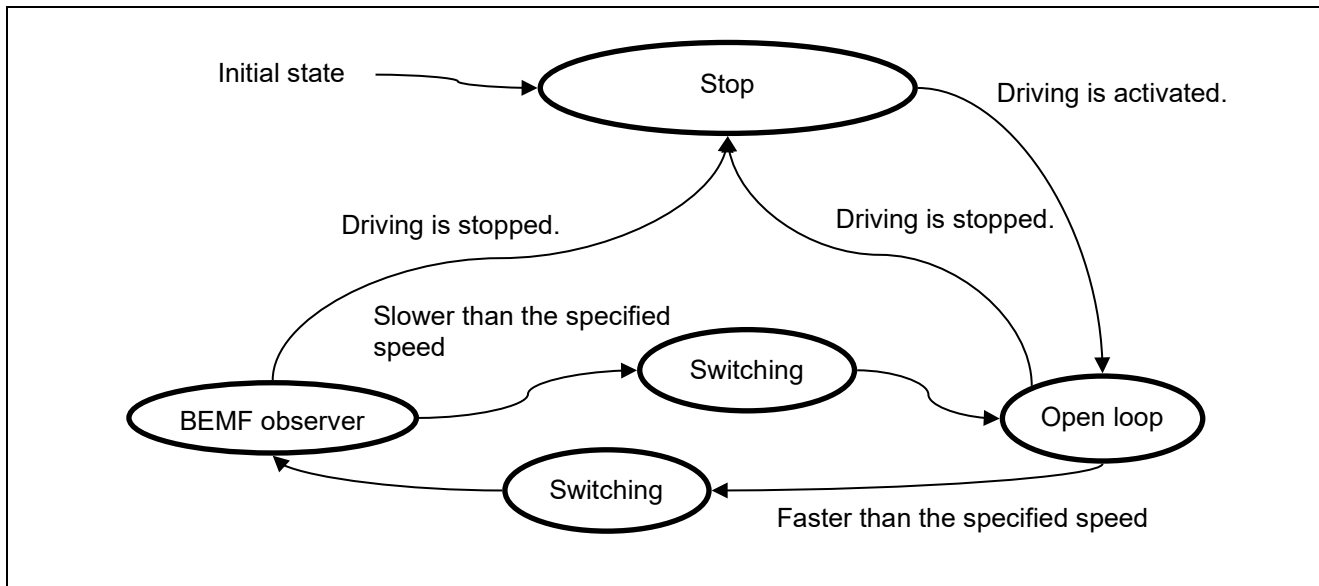 Initial state
Stop
Driving is activated.
Driving is stopped.
Driving is stopped.
Slower than the specified
speed
Switching
BEMF observer
Open loop
Switching
Faster than the specified speed